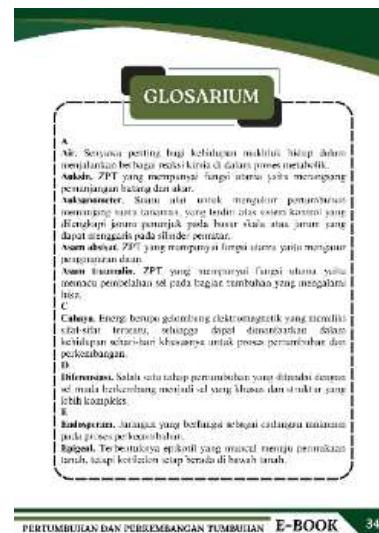 GLOSARIUM
A
Air. Senyawa penting bagi kehidupan makhluk hidup dalam
menjalankan berbagai reaksi kimia di dalam proses metabolik.
Auksin. ZPT yang mempunyai fungsi utama yaitu merangsang
pemanjangan batang dan akar.
Auksanometer. Suatu alat untuk mengukur pertumbuhan
memanjang suatu tanaman, yang terdiri atas sistem kontrol yang
dilengkapi jarum penunjuk pada busur skala atau jarum yang
dapat menggaris pada silinder pemutar.
Asam absisat. ZPT yang mempunyai fungsi utama yaitu mengatur
pengguguran daun.
Asam traumalin. ZPT yang mempunyai fungsi utama yaitu
memacu pembelahan sel pada bagian tumbuhan yang mengalami
luka.
C
Cahaya. Energi berupa gelombang elektromagnetik yang memiliki
sifat-sifat tertentu, sehingga dapat dimanfaatkan dalam
kehidupan sehari-hari khususnya untuk proses pertumbuhan dan
perkembangan.
D
Diferensiasi. Salah satu tahap pertumbuhan yang ditandai dengan
sel muda berkembang menjadi sel yang khusus dan struktur yang
lebih kompleks.
E
Endosperm. Jaringan yang berfungsi sebagai cadangan makanan
pada proses perkecambahan.
Epigeal. Terbentuknya epikotil yang muncul menuju permukaan
tanah, tetapi kotiledon tetap berada di bawah tanah.
PERTUMBUHAN DAN PERKEMBANGAN TUMBUHAN E-BOOK 34